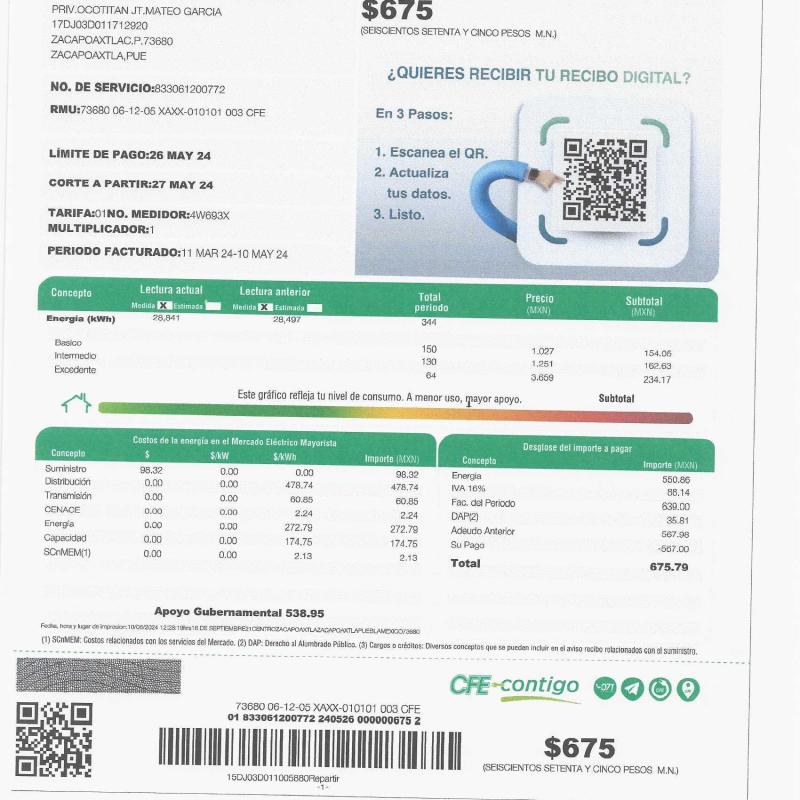 PRIV.OCOTITAN JT.MATEO GARCIA
17DJ03D011712920
ZACAPOAXTLAC.P.73680
ZACAPOAXTLA,PUE
$675
(SEISCIENTOS SETENTA Y CINCO PESOS M.N.)
NO. DE SERVICIO:833061200772
RMU:73680 06-12-05 XAXX-010101 003 CFE
LÍMITE DE PAGO:26 MAY 24
CORTE A PARTIR:27 MAY 24
TARIFA:01NO. MEDIDOR:4W693X
MULTIPLICADOR:1
PERIODO FACTURADO:11 MAR 24-10 MAY 24
¿QUIERES RECIBIR TU RECIBO DIGITAL?
En 3 Pasos:
1. Escanea el QR.
2. Actualiza
tus datos.
3. Listo.
Concepto Lectura actual Lectura anterior Total periodo Precio (MXN) Subtotal (MXN)
Medida X Estimada Medida X Estimada
Energía (kWh) 28,841 28,497 344
Basico 150 1.027 154.05
Intermedio 130 1.251 162.63
Excedente 64 3.659 234.17
Este gráfico refleja tu nivel de consumo. A menor uso, mayor apoyo. Subtotal
Costos de la energía en el Mercado Eléctrico Mayorista
Concepto $ $/kW $/kWh Importe (MXN)
Suministro 98.32 0.00 0.00 98.32
Distribución 0.00 0.00 478.74 478.74
Transmisión 0.00 0.00 60.85 60.85
CENACE 0.00 0.00 2.24 2.24
Energía 0.00 0.00 272.79 272.79
Capacidad 0.00 0.00 174.75 174.75
SCnMEM(1) 0.00 0.00 2.13 2.13
Desglose del importe a pagar
Concepto Importe (MXN)
Energía 550.86
IVA 16% 88.14
Fac. del Periodo 639.00
DAP(2) 35.81
Adeudo Anterior 567.98
Su Pago -567.00
Total 675.79
Apoyo Gubernamental 538.95
Fecha, hora y lugar de impresion:10/05/2024 12:28:19hrs16 DE SEPTIEMBRE21CENTROZACAPOAXTLAZACAPOAXTLAPUEBLAMEXICO73680
(1) SCnMEM: Costos relacionados con los servicios del Mercado. (2) DAP: Derecho al Alumbrado Público. (3) Cargos o créditos: Diversos conceptos que se pueden incluir en el aviso recibo relacionados con el suministro.
CFE-contigo
071
73680 06-12-05 XAXX-010101 003 CFE
01 833061200772 240526 000000675 2
15DJ03D011005880Repartir
-1-
$675
(SEISCIENTOS SETENTA Y CINCO PESOS M.N.)